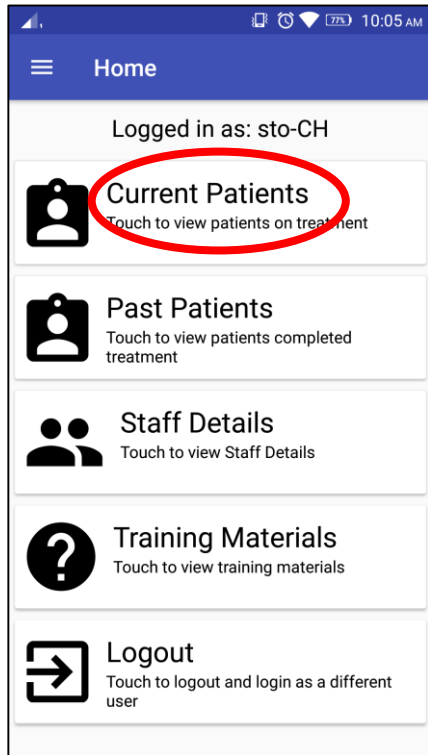 77% 10:05 AM
Home
Logged in as: sto-CH
Current Patients
Touch to view patients on treatment
Past Patients
Touch to view patients completed
treatment
Staff Details
Touch to view Staff Details
Training Materials
Touch to view training materials
Logout
Touch to logout and login as a different
user